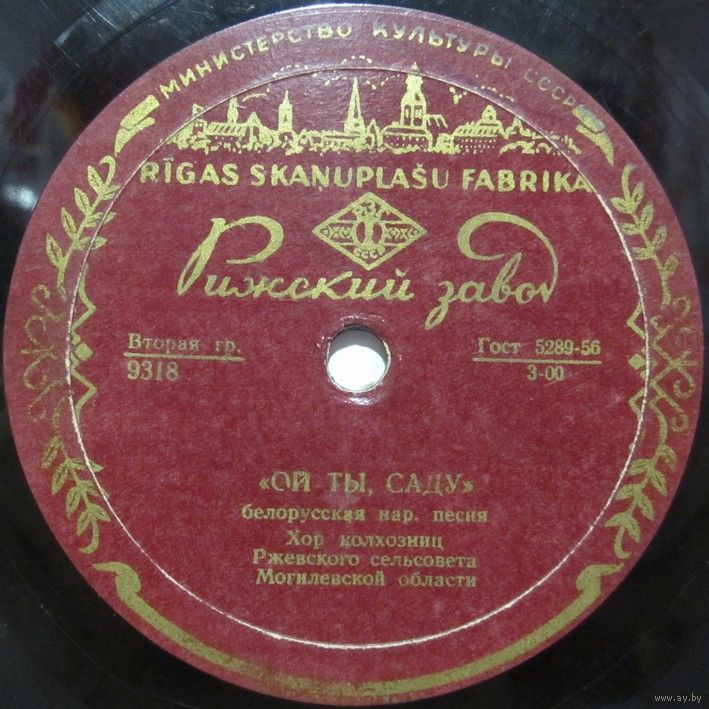 МИНИСТЕРСТВО КУЛЬТУРЫ СССР
RĪGAS SKAŅUPLAŠU FABRIKA
Рижский завод
Вторая гр.
9318
Гост 5289-56
3-00
«ОЙ ТЫ, САДУ»
белорусская нар. песня
Хор колхозниц
Ржевского сельсовета
Могилевской области
www.ay.by